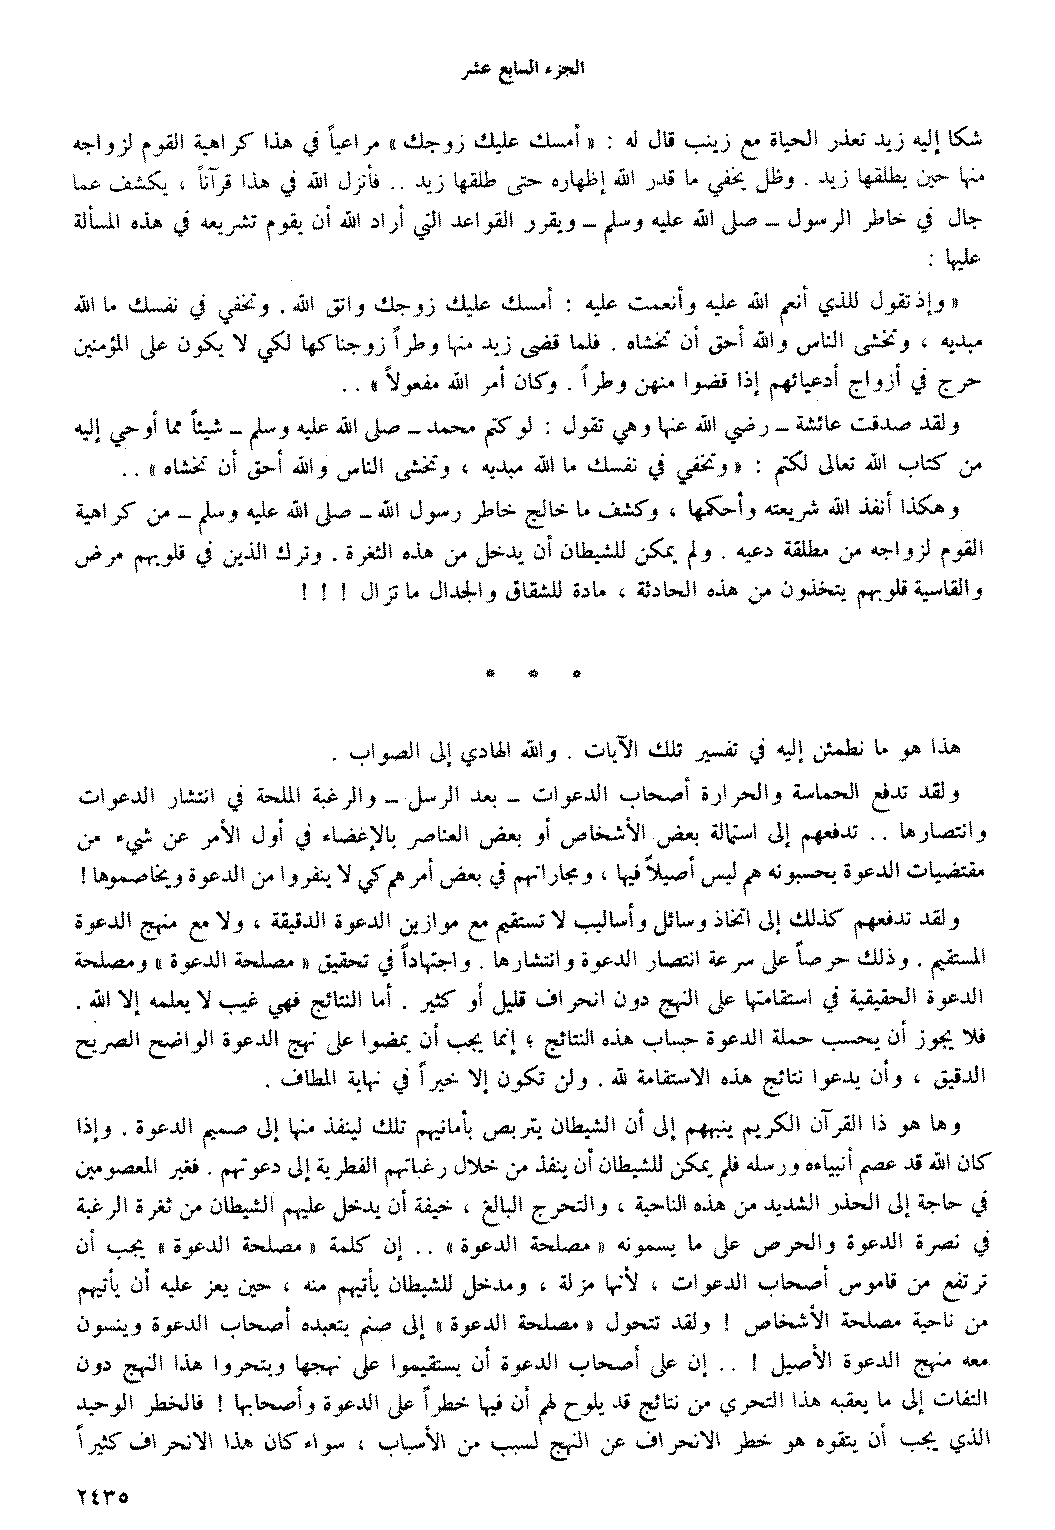 الجزء السابع عشر
شكا إليه زيد تعذر الحياة مع زينب قال له : « أمسك عليك زوجك » مراعياً في هذا كراهية القوم لزواجه
منها حين يطلقها زيد . وظل يخفي ما قدر الله إظهاره حتى طلقها زيد .. فأنزل الله في هذا قرآناً ، يكشف عما
جال في خاطر الرسول – صلى الله عليه وسلم – ويقرر القواعد التي أراد الله أن يقوم تشريعه في هذه المسألة
عليها :
« وإذ تقول للذي أنعم الله عليه وأنعمت عليه : أمسك عليك زوجك واتق الله . وتخفي في نفسك ما الله
مبديه ، وتخشى الناس والله أحق أن تخشاه . فلما قضى زيد منها وطراً زوجناكها لكي لا يكون على المؤمنين
حرج في أزواج أدعيائهم إذا قضوا منهن وطراً . وكان أمر الله مفعولاً » ..
ولقد صدقت عائشة – رضي الله عنها وهي تقول : لو كتم محمد – صلى الله عليه وسلم – شيئاً مما أوحي إليه
من كتاب الله تعالى لكتم : « وتخفي في نفسك ما الله مبديه ، وتخشى الناس والله أحق أن تخشاه » ..
وهكذا أنفذ الله شريعته وأحكمها ، وكشف ما خالج خاطر رسول الله – صلى الله عليه وسلم – من كراهية
القوم لزواجه من مطلقة دعيه . ولم يمكن للشيطان أن يدخل من هذه الثغرة . وترك الذين في قلوبهم مرض
والقاسية قلوبهم يتخذون من هذه الحادثة ، مادة للشقاق والجدال ما تزال ! ! !
* * *
هذا هو ما نطمئن إليه في تفسير تلك الآيات . والله الهادي إلى الصواب .
ولقد تدفع الحماسة والحرارة أصحاب الدعوات – بعد الرسل – والرغبة الملحة في انتشار الدعوات
وانتصارها .. تدفعهم إلى استمالة بعض الأشخاص أو بعض العناصر بالإغضاء في أول الأمر عن شيء من
مقتضيات الدعوة يحسبونه هم ليس أصيلاً فيها ، ومجاراتهم في بعض أمرهم كي لا ينفروا من الدعوة ويخاصموها !
ولقد تدفعهم كذلك إلى اتخاذ وسائل وأساليب لا تستقيم مع موازين الدعوة الدقيقة ، ولا مع منهج الدعوة
المستقيم . وذلك حرصاً على سرعة انتصار الدعوة وانتشارها . واجتهاداً في تحقيق « مصلحة الدعوة » ومصلحة
الدعوة الحقيقية في استقامتها على النهج دون انحراف قليل أو كثير . أما النتائج فهي غيب لا يعلمه إلا الله .
فلا يجوز أن يحسب حملة الدعوة حساب هذه النتائج ؛ إنما يجب أن يمضوا على نهج الدعوة الواضح الصريح
الدقيق ، وأن يدعوا نتائج هذه الاستقامة لله . ولن تكون إلا خيراً في نهاية المطاف .
وها هو ذا القرآن الكريم ينبههم إلى أن الشيطان يتربص بأمانيهم تلك لينفذ منها إلى صميم الدعوة . وإذا
كان الله قد عصم أنبياءه ورسله فلم يمكن للشيطان أن ينفذ من خلال رغباتهم الفطرية إلى دعوتهم . فغير المعصومين
في حاجة إلى الحذر الشديد من هذه الناحية ، والتحرج البالغ ، خيفة أن يدخل عليهم الشيطان من ثغرة الرغبة
في نصرة الدعوة والحرص على ما يسمونه « مصلحة الدعوة » .. إن كلمة « مصلحة الدعوة » يجب أن
ترتفع من قاموس أصحاب الدعوات ، لأنها مزلة ، ومدخل للشيطان يأتيهم منه ، حين يعز عليه أن يأتيهم
من ناحية مصلحة الأشخاص ! ولقد تتحول « مصلحة الدعوة » إلى صنم يتعبده أصحاب الدعوة وينسون
معه منهج الدعوة الأصيل ! .. إن على أصحاب الدعوة أن يستقيموا على نهجها ويتحروا هذا النهج دون
التفات إلى ما يعقبه هذا التحري من نتائج قد يلوح لهم أن فيها خطراً على الدعوة وأصحابها ! فالخطر الوحيد
الذي يجب أن يتقوه هو خطر الانحراف عن النهج لسبب من الأسباب ، سواء كان هذا الانحراف كثيراً
٢٤٣٥